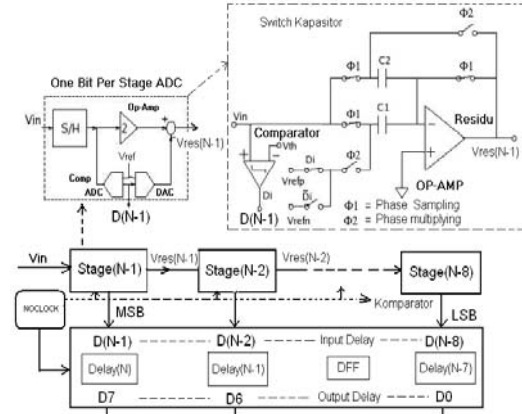 Switch Kapasitor
Φ2
Φ1
C2
Φ1
One Bit Per Stage ADC
Op-Amp
Vin
S/H
2
Vres(N-1)
Vref
Comp
ADC
DAC
D(N-1)
Vin
Φ1
C1
Comparator
Vth
Di
Vrefp
Di
Vrefn
Φ2
Di
D(N-1)
Residu
Vres(N-1)
OP-AMP
Φ1 = Phase Sampling
Φ2 = Phase multiplying
Vin
Stage(N-1)
Vres(N-1)
Stage(N-2)
Vres(N-2)
Stage(N-8)
NOCLOCK
MSB
Komparator
LSB
D(N-1)
D(N-2)
Input Delay
D(N-8)
Delay(N)
Delay(N-1)
DFF
Delay(N-7)
D7
D6
Output Delay
D0